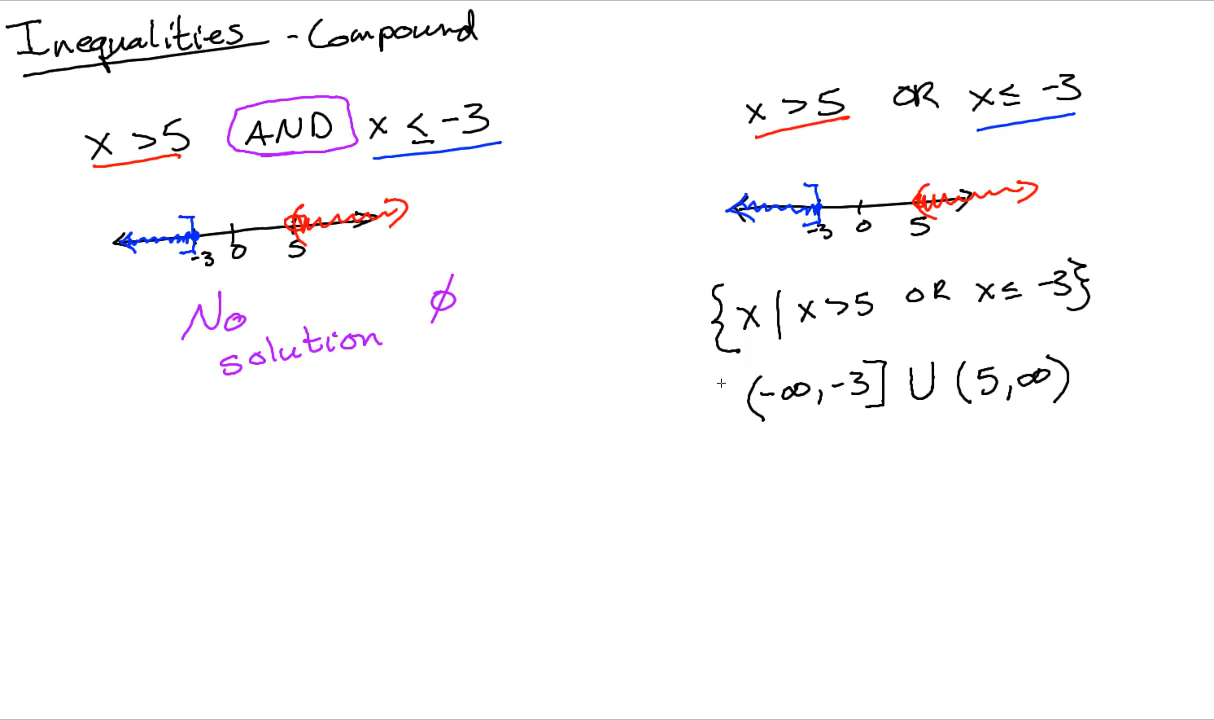 Inequalities - Compound
x > 5 AND x ≤ -3
-3 0 5
No solution ∅
x > 5 OR x ≤ -3
-3 0 5
{x | x > 5 OR x ≤ -3}
(-∞, -3] ∪ (5, ∞)